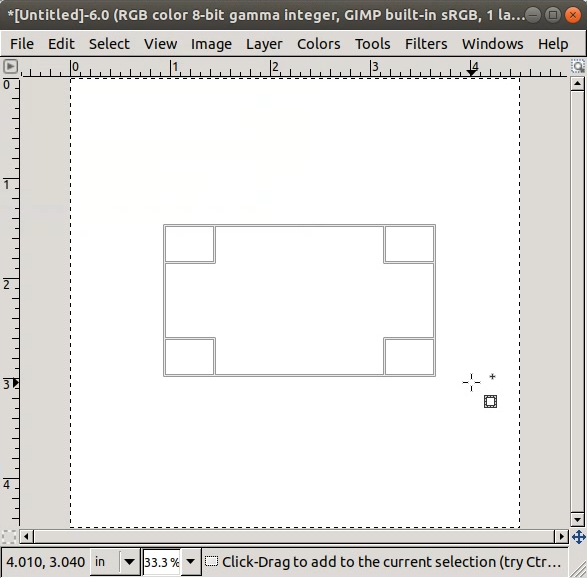 *[Untitled]-6.0 (RGB color 8-bit gamma integer, GIMP built-in sRGB, 1 la...
File Edit Select View Image Layer Colors Tools Filters Windows Help
0 1 2 3 4
0
1
2
3
4
4.010, 3.040 in 33.3 % Click-Drag to add to the current selection (try Ctr...